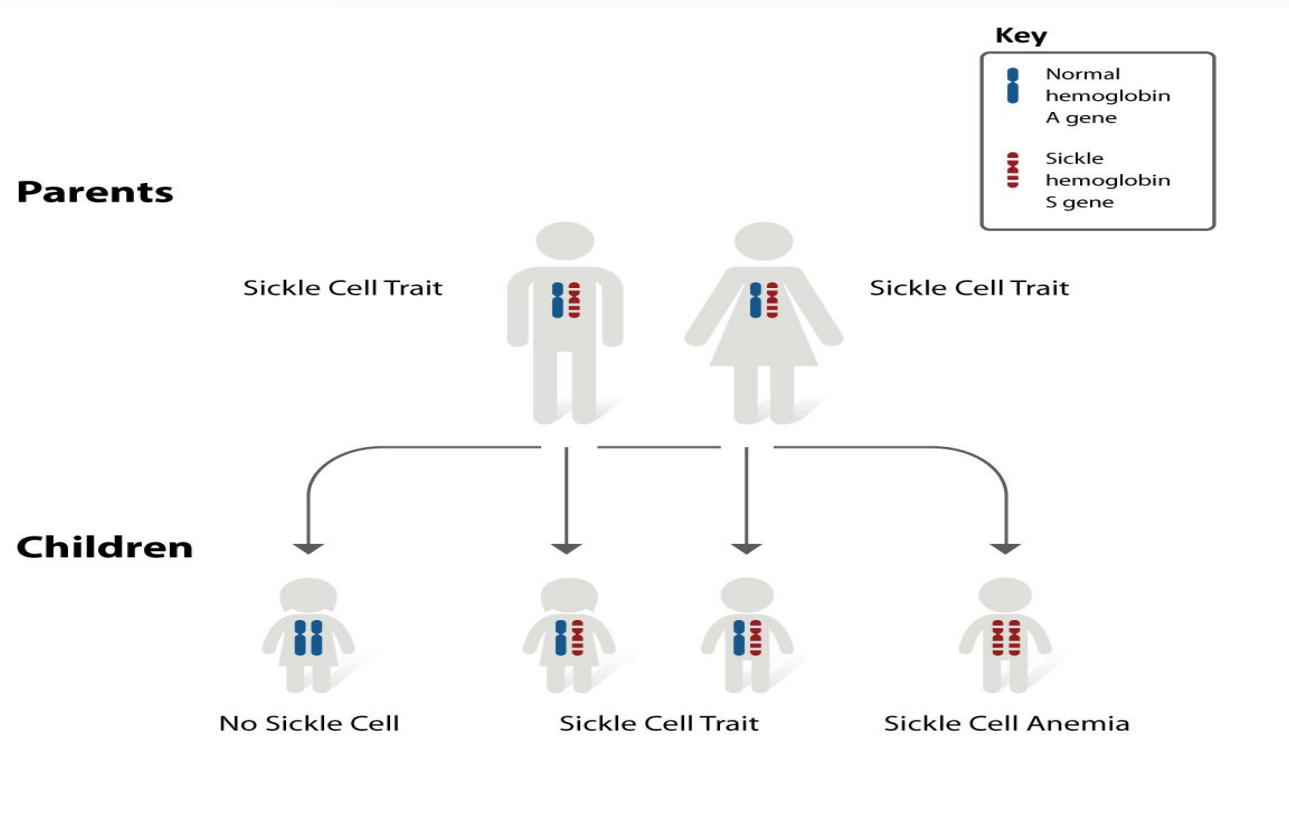 Key
Normal
hemoglobin
A gene
Sickle
hemoglobin
S gene
Parents
Sickle Cell Trait
Sickle Cell Trait
Children
No Sickle Cell
Sickle Cell Trait
Sickle Cell Anemia